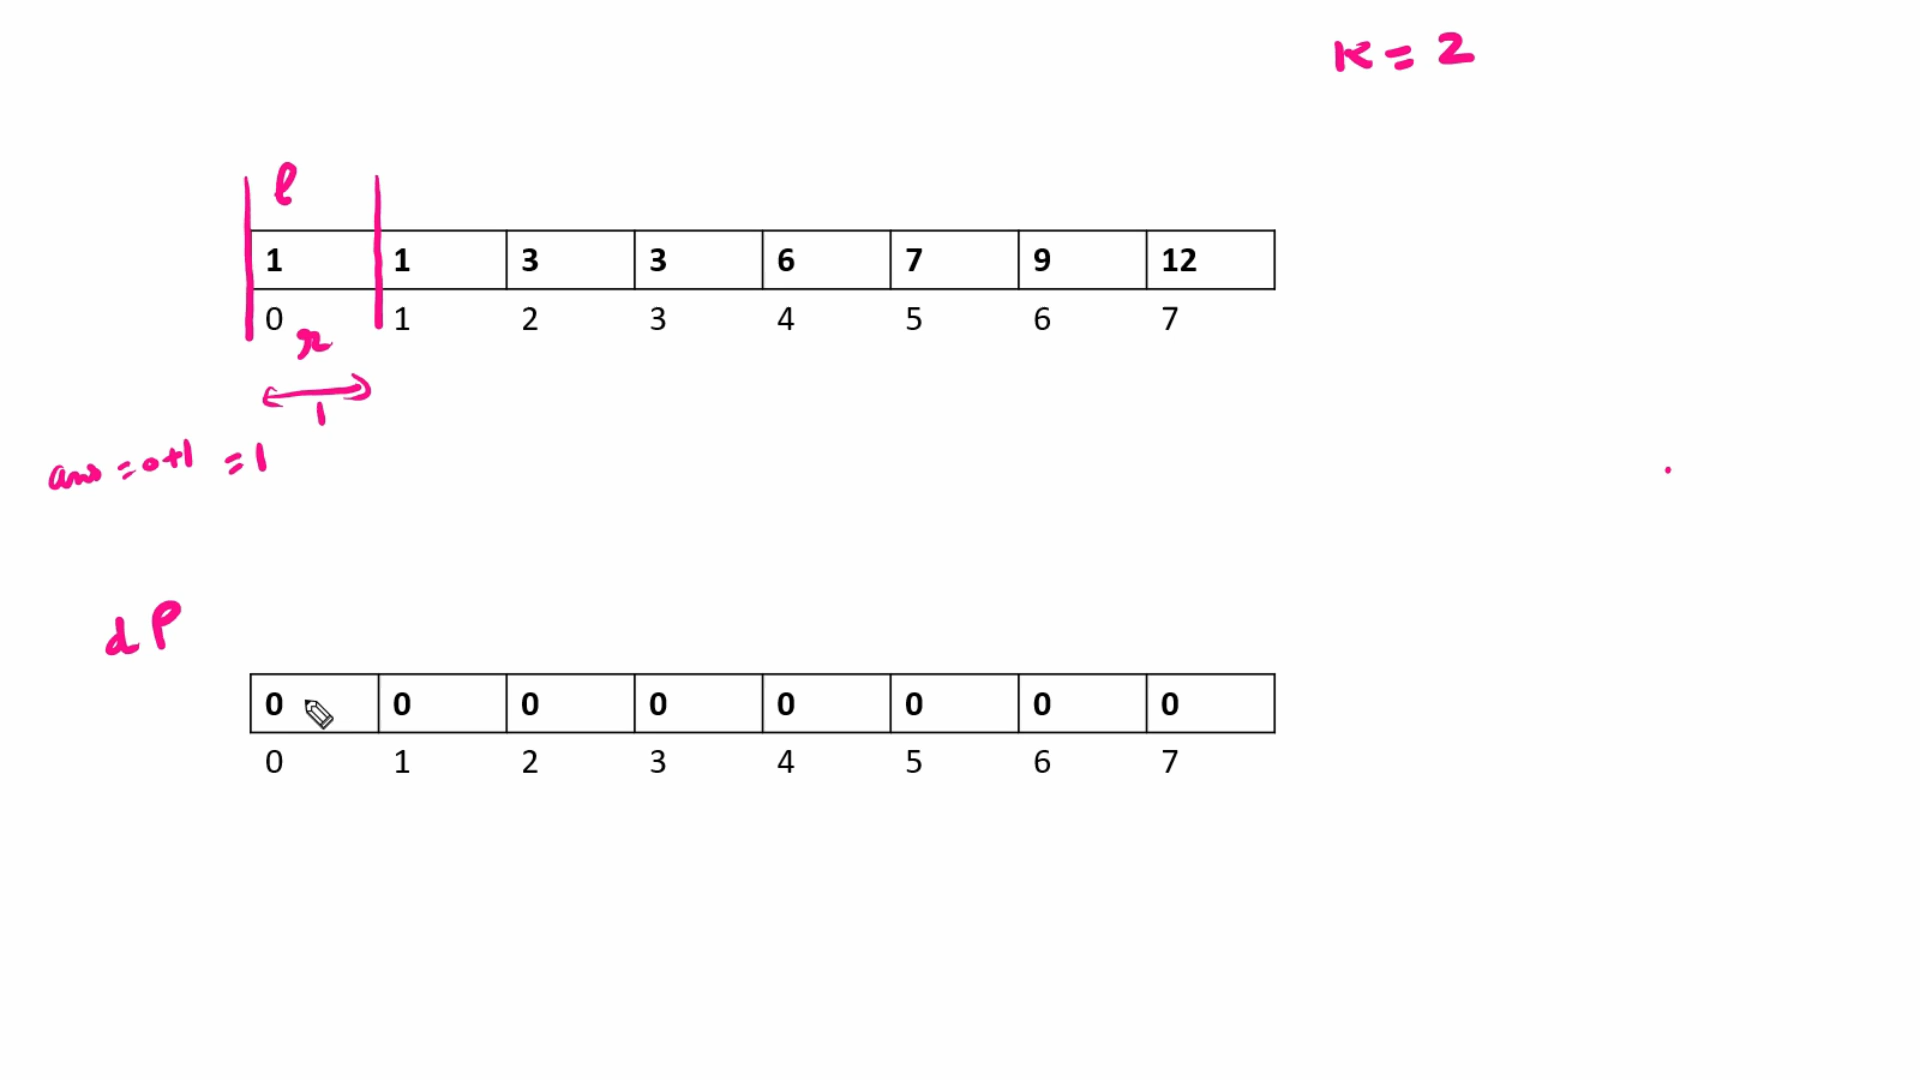 K = 2
l
1 1 3 3 6 7 9 12
0 1 2 3 4 5 6 7
r
1
ans = 0+1 = 1
dP
0 0 0 0 0 0 0 0
0 1 2 3 4 5 6 7